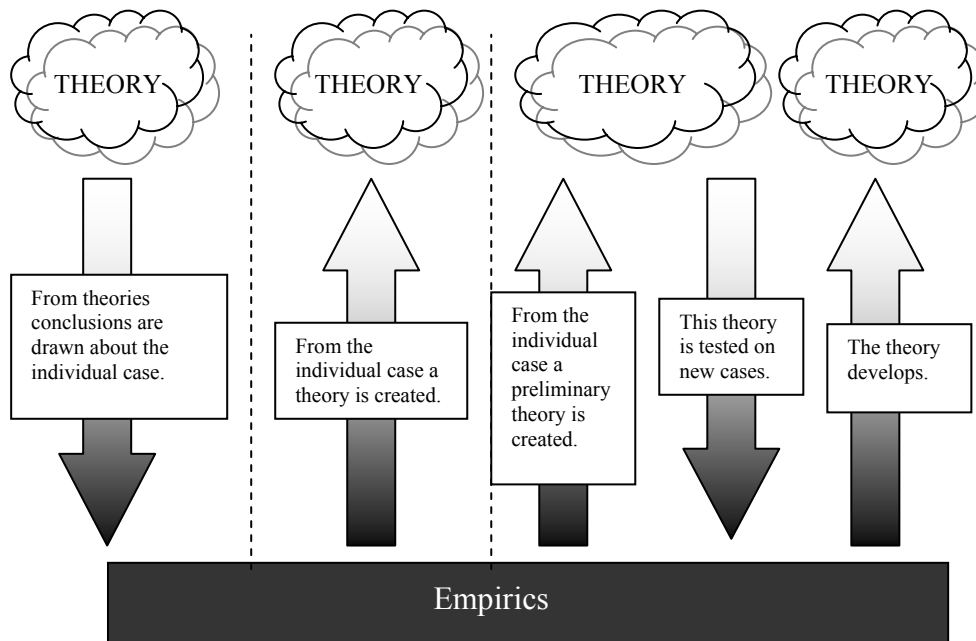 THEORY
THEORY
THEORY
THEORY
From theories
conclusions are
drawn about the
individual case.
From the
individual case a
theory is created.
From the
individual
case a
preliminary
theory is
created.
This theory
is tested on
new cases.
The theory
develops.
Empirics